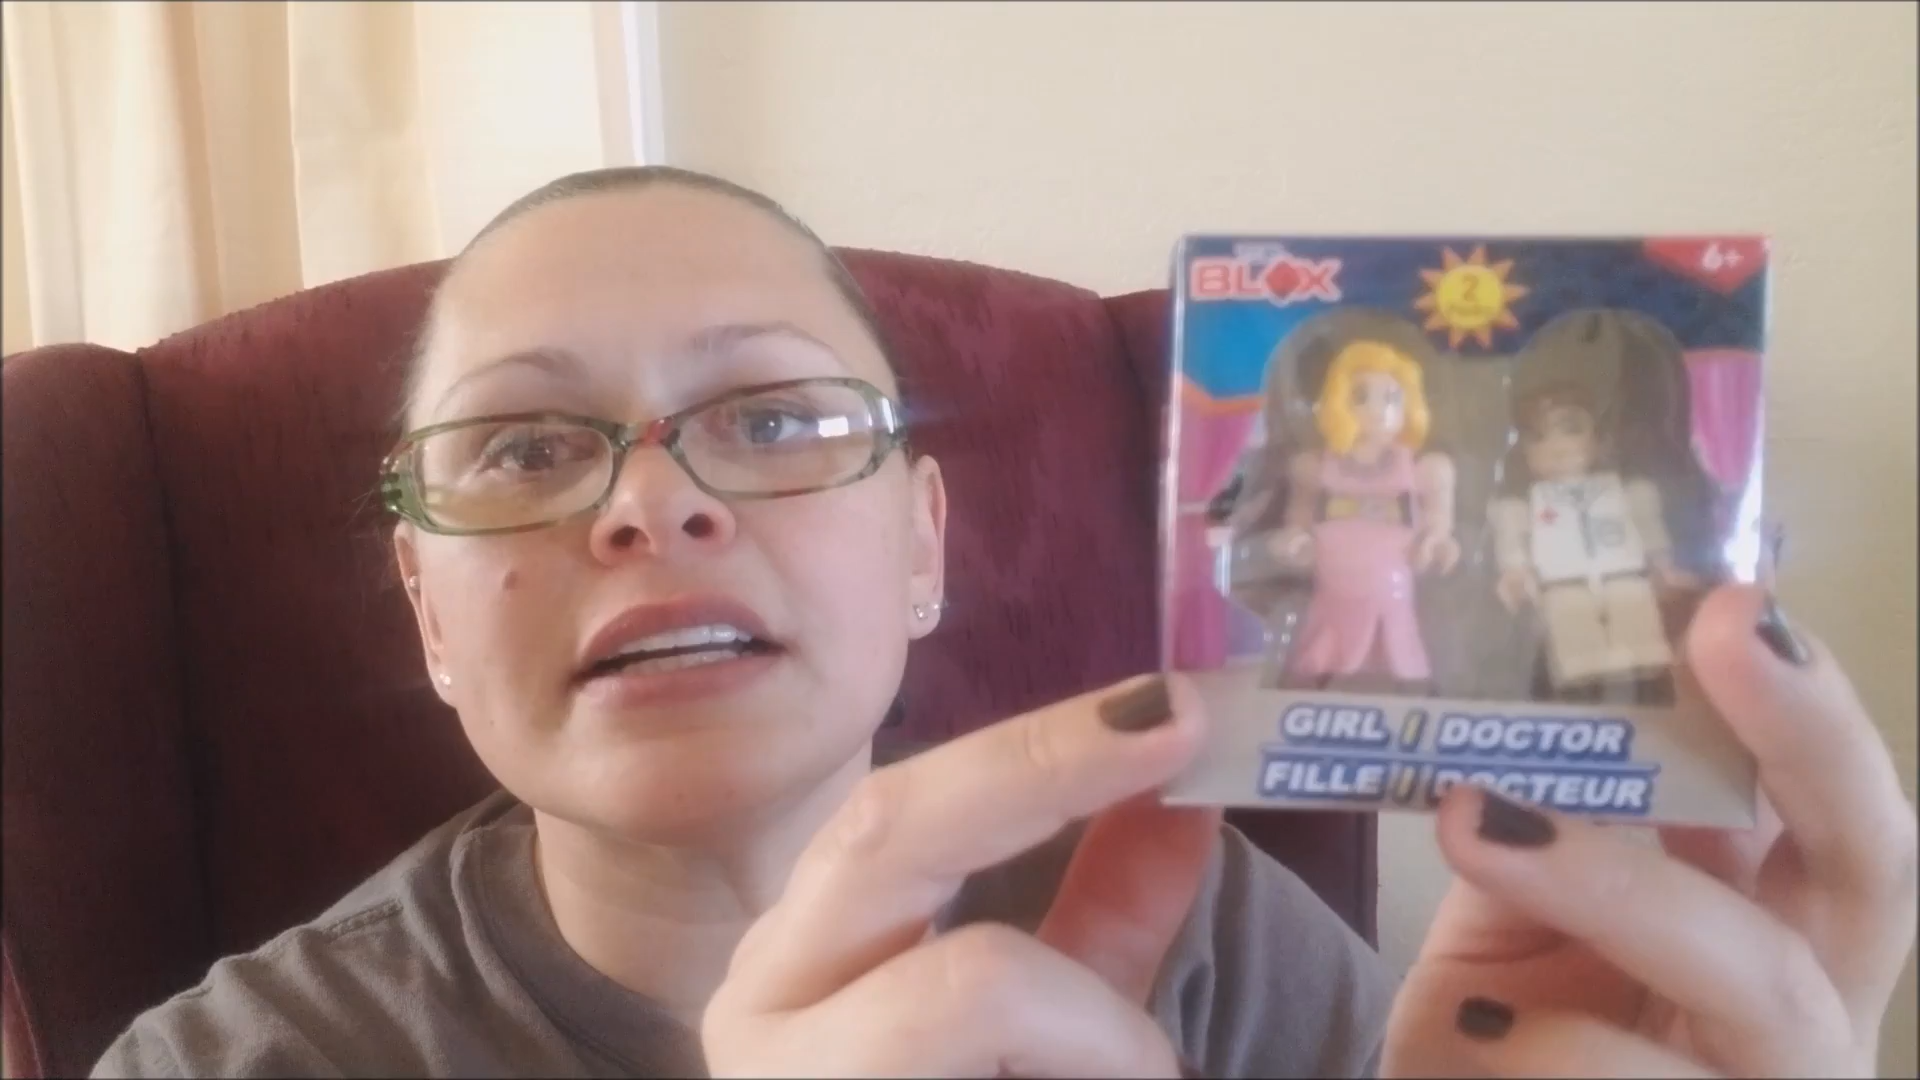 BLOX
2
6+
GIRL / DOCTOR
FILLE / DOCTEUR